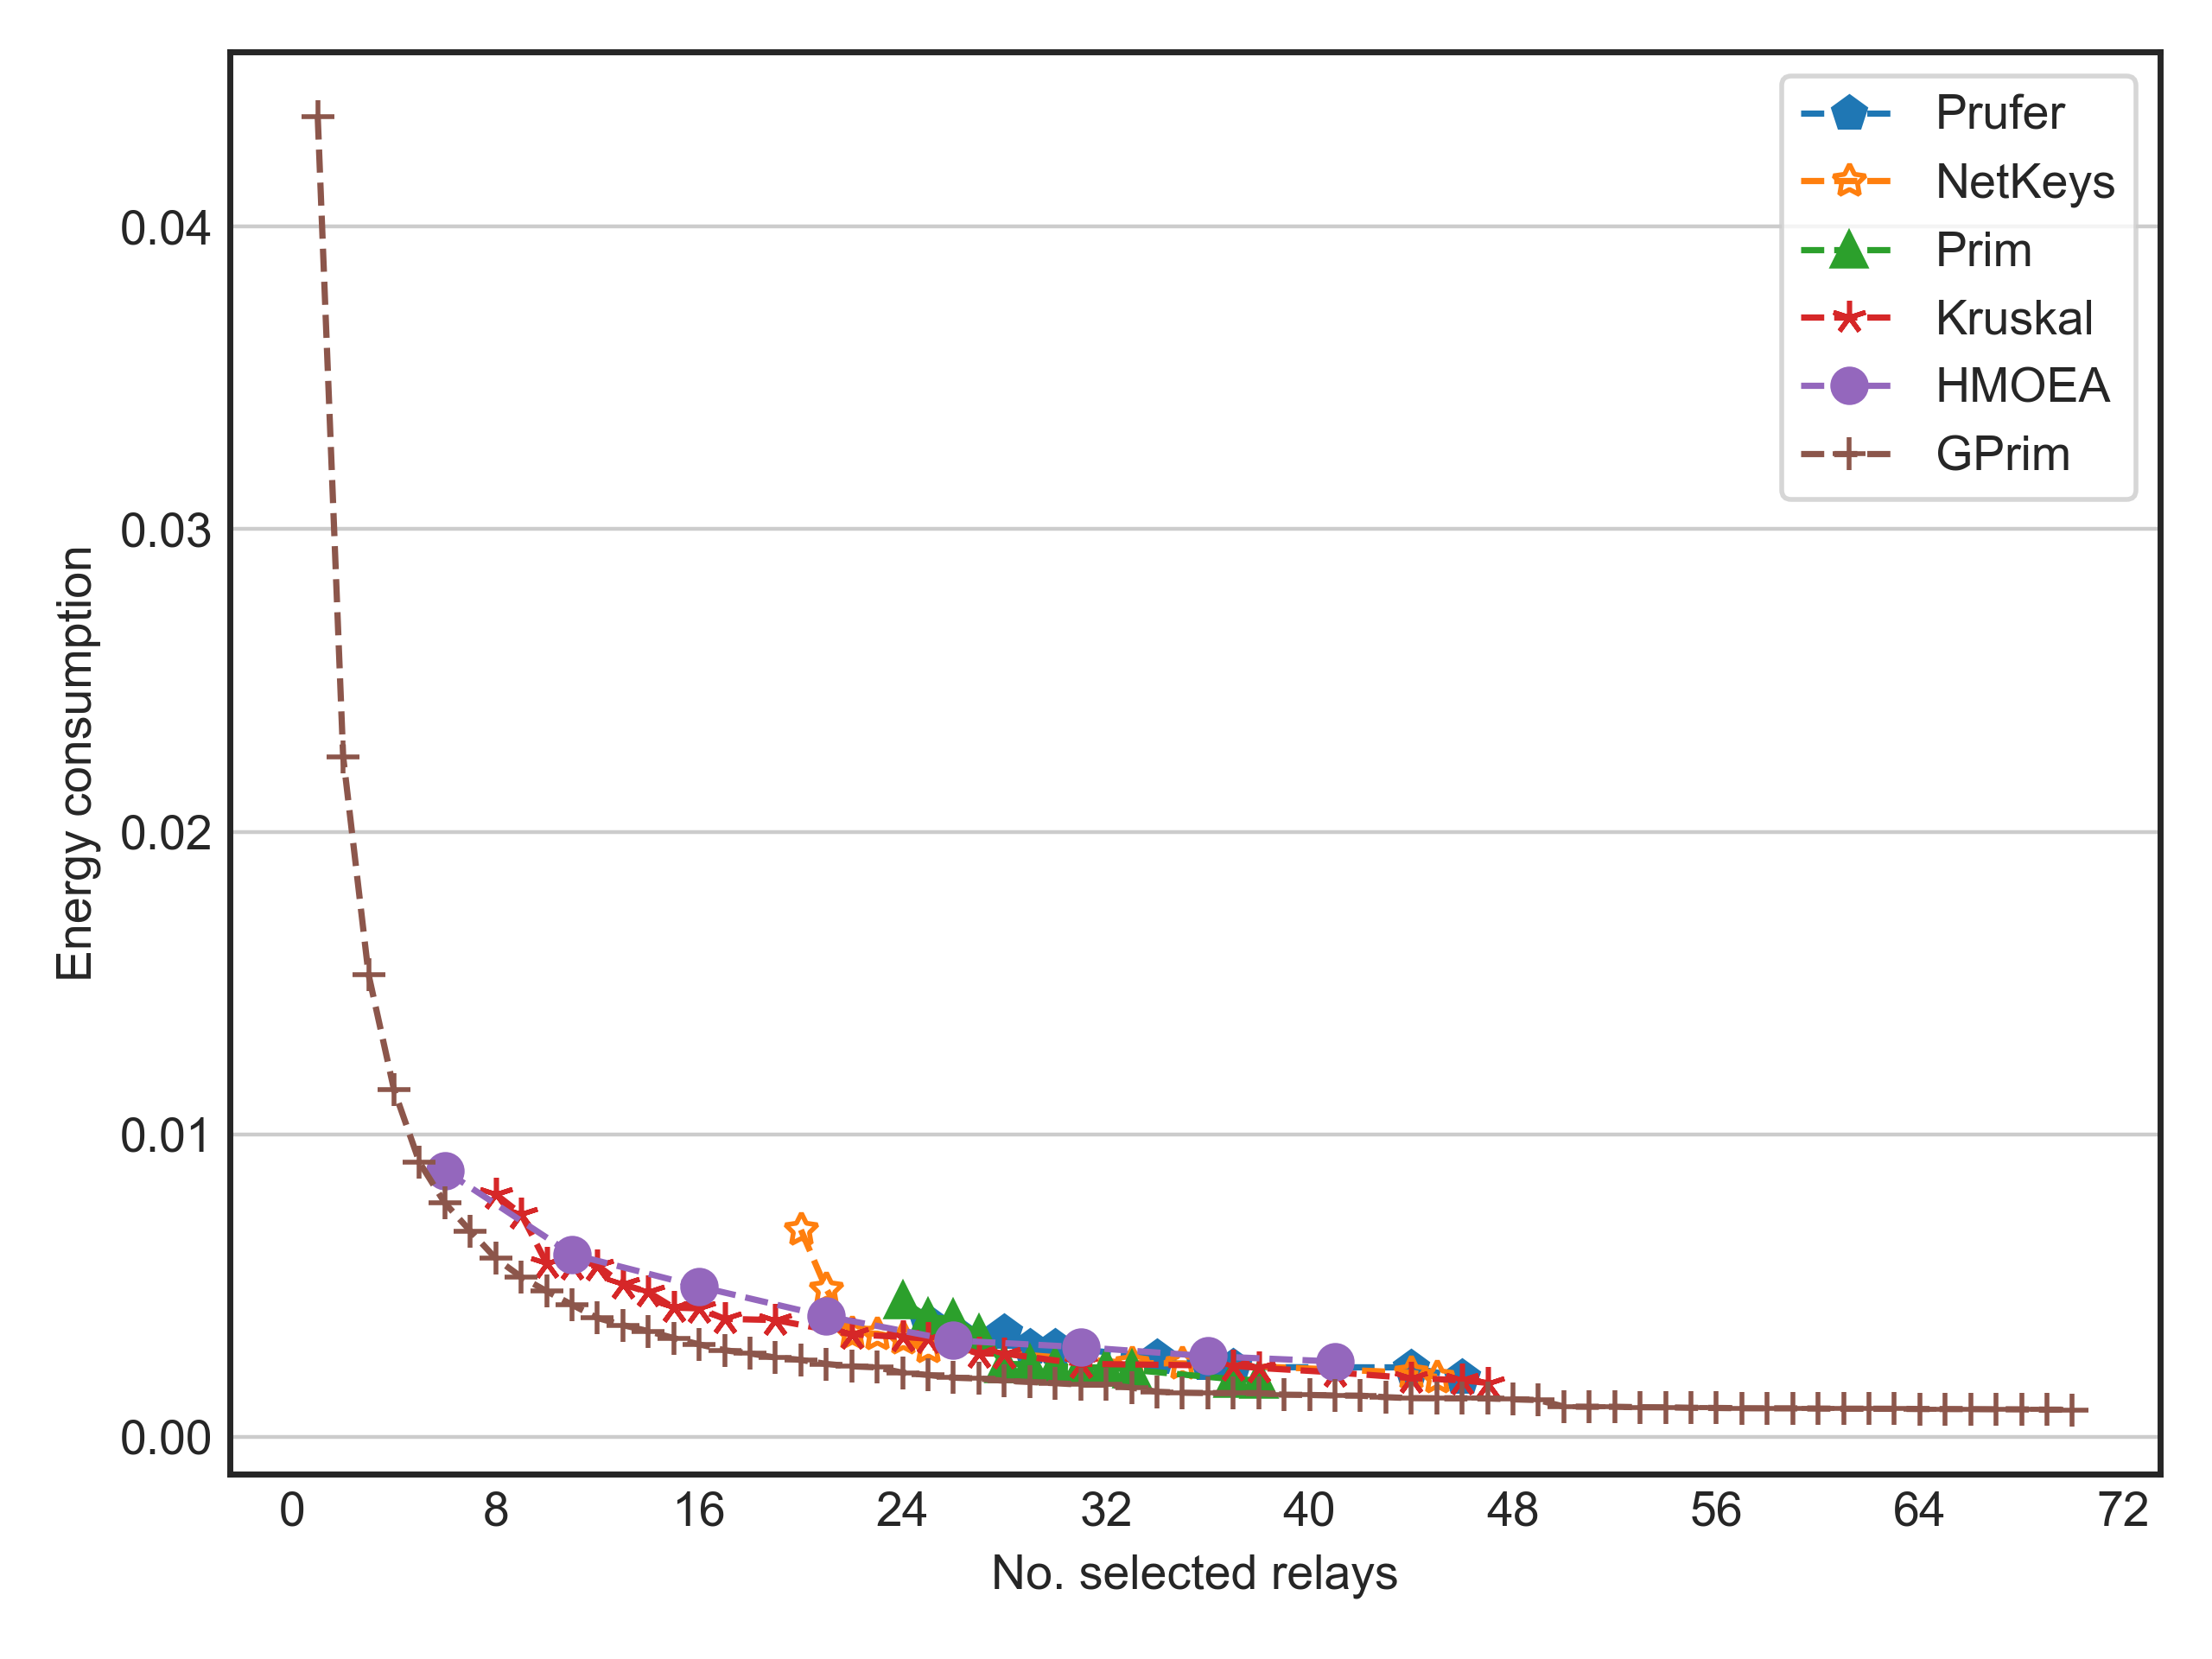 Energy consumption
0.04
0.03
0.02
0.01
0.00
0 8 16 24 32 40 48 56 64 72
No. selected relays
Prufer
NetKeys
Prim
Kruskal
HMOEA
GPrim